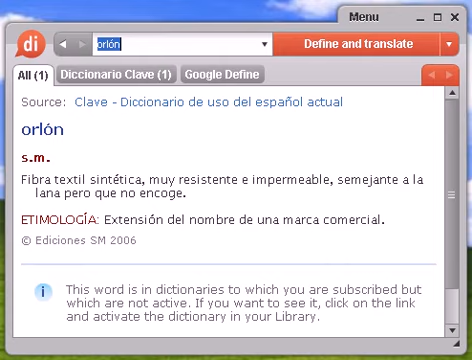 Menu
di
orlón
Define and translate
All (1)
Diccionario Clave (1)
Google Define
Source: Clave - Diccionario de uso del español actual
orlón
s.m.
Fibra textil sintética, muy resistente e impermeable, semejante a la
lana pero que no encoge.
ETIMOLOGÍA: Extensión del nombre de una marca comercial.
© Ediciones SM 2006
i
This word is in dictionaries to which you are subscribed but
which are not active. If you want to see it, click on the link
and activate the dictionary in your Library.